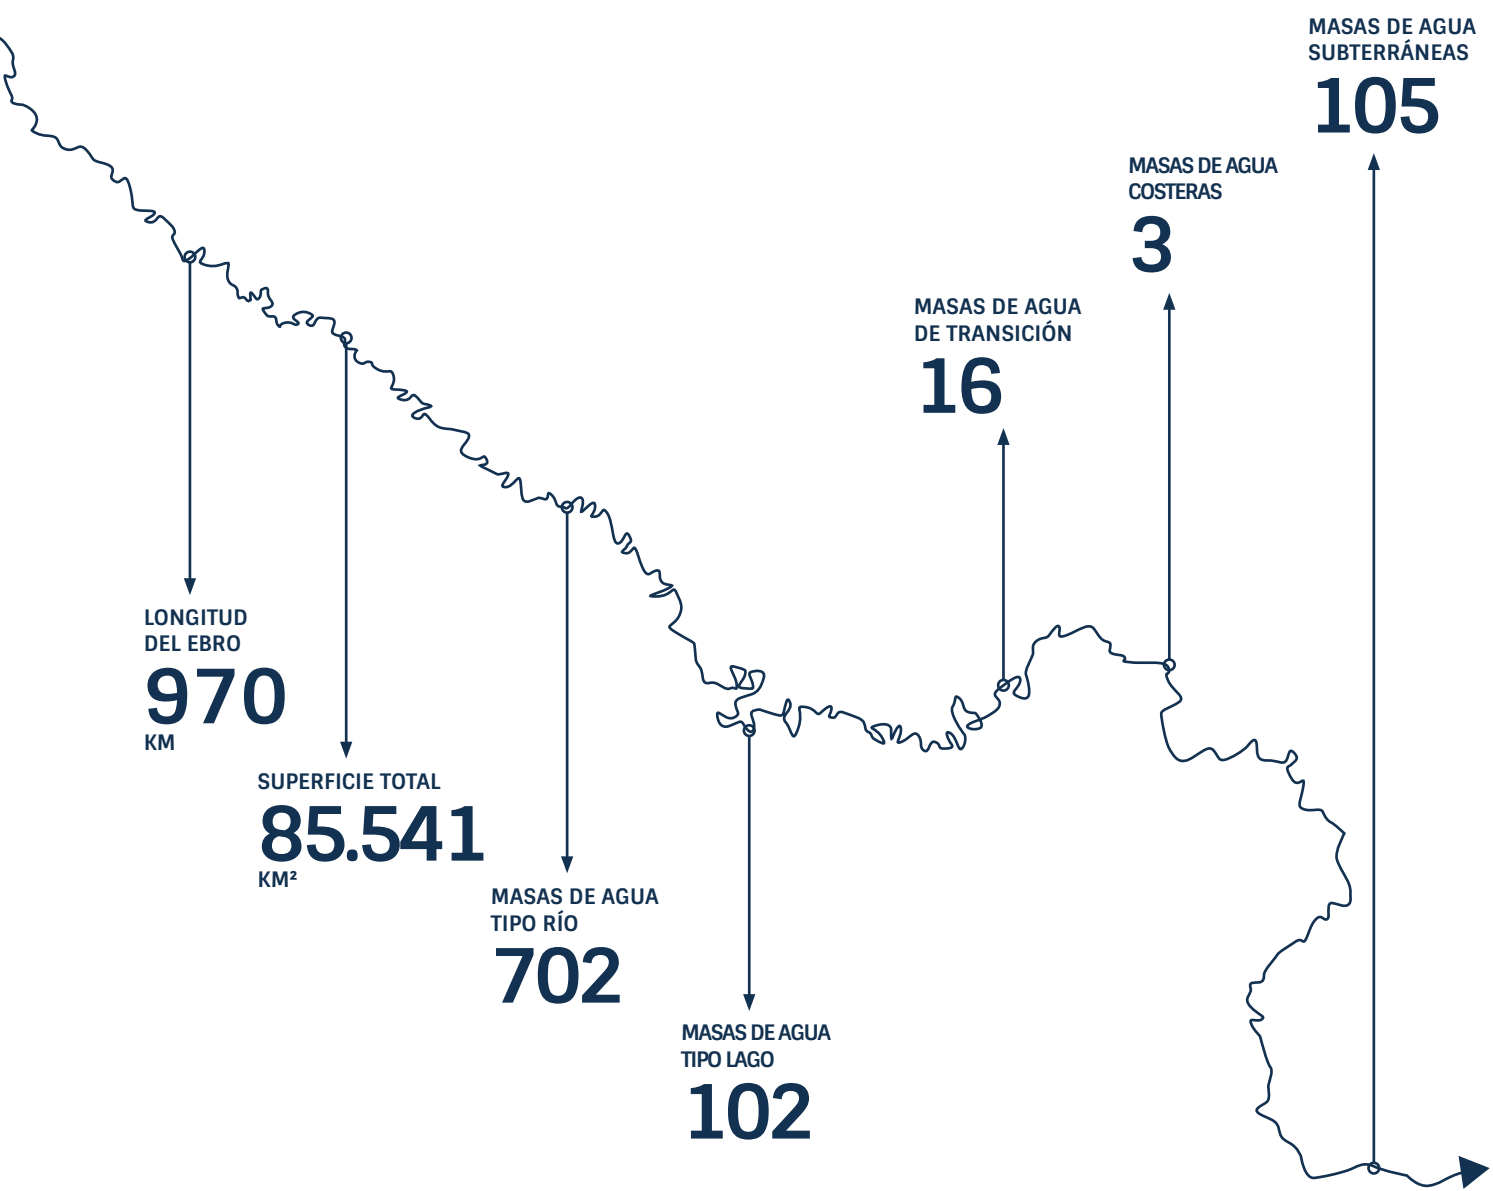 LONGITUD
DEL EBRO
970
KM
SUPERFICIE TOTAL
85.541
KM²
MASAS DE AGUA
TIPO RÍO
702
MASAS DE AGUA
TIPO LAGO
102
MASAS DE AGUA
DE TRANSICIÓN
16
MASAS DE AGUA
COSTERAS
3
MASAS DE AGUA
SUBTERRÁNEAS
105